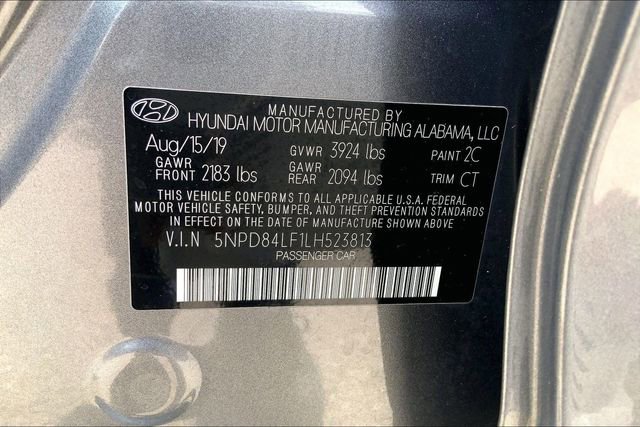 MANUFACTURED BY
HYUNDAI MOTOR MANUFACTURING ALABAMA, LLC
Aug/15/19 GVWR 3924 lbs PAINT 2C
GAWR FRONT 2183 lbs GAWR REAR 2094 lbs TRIM CT
THIS VEHICLE CONFORMS TO ALL APPLICABLE U.S.A. FEDERAL
MOTOR VEHICLE SAFETY, BUMPER, AND THEFT PREVENTION STANDARDS
IN EFFECT ON THE DATE OF MANUFACTURE SHOWN ABOVE
V.I.N 5NPD84LF1LH523813
PASSENGER CAR